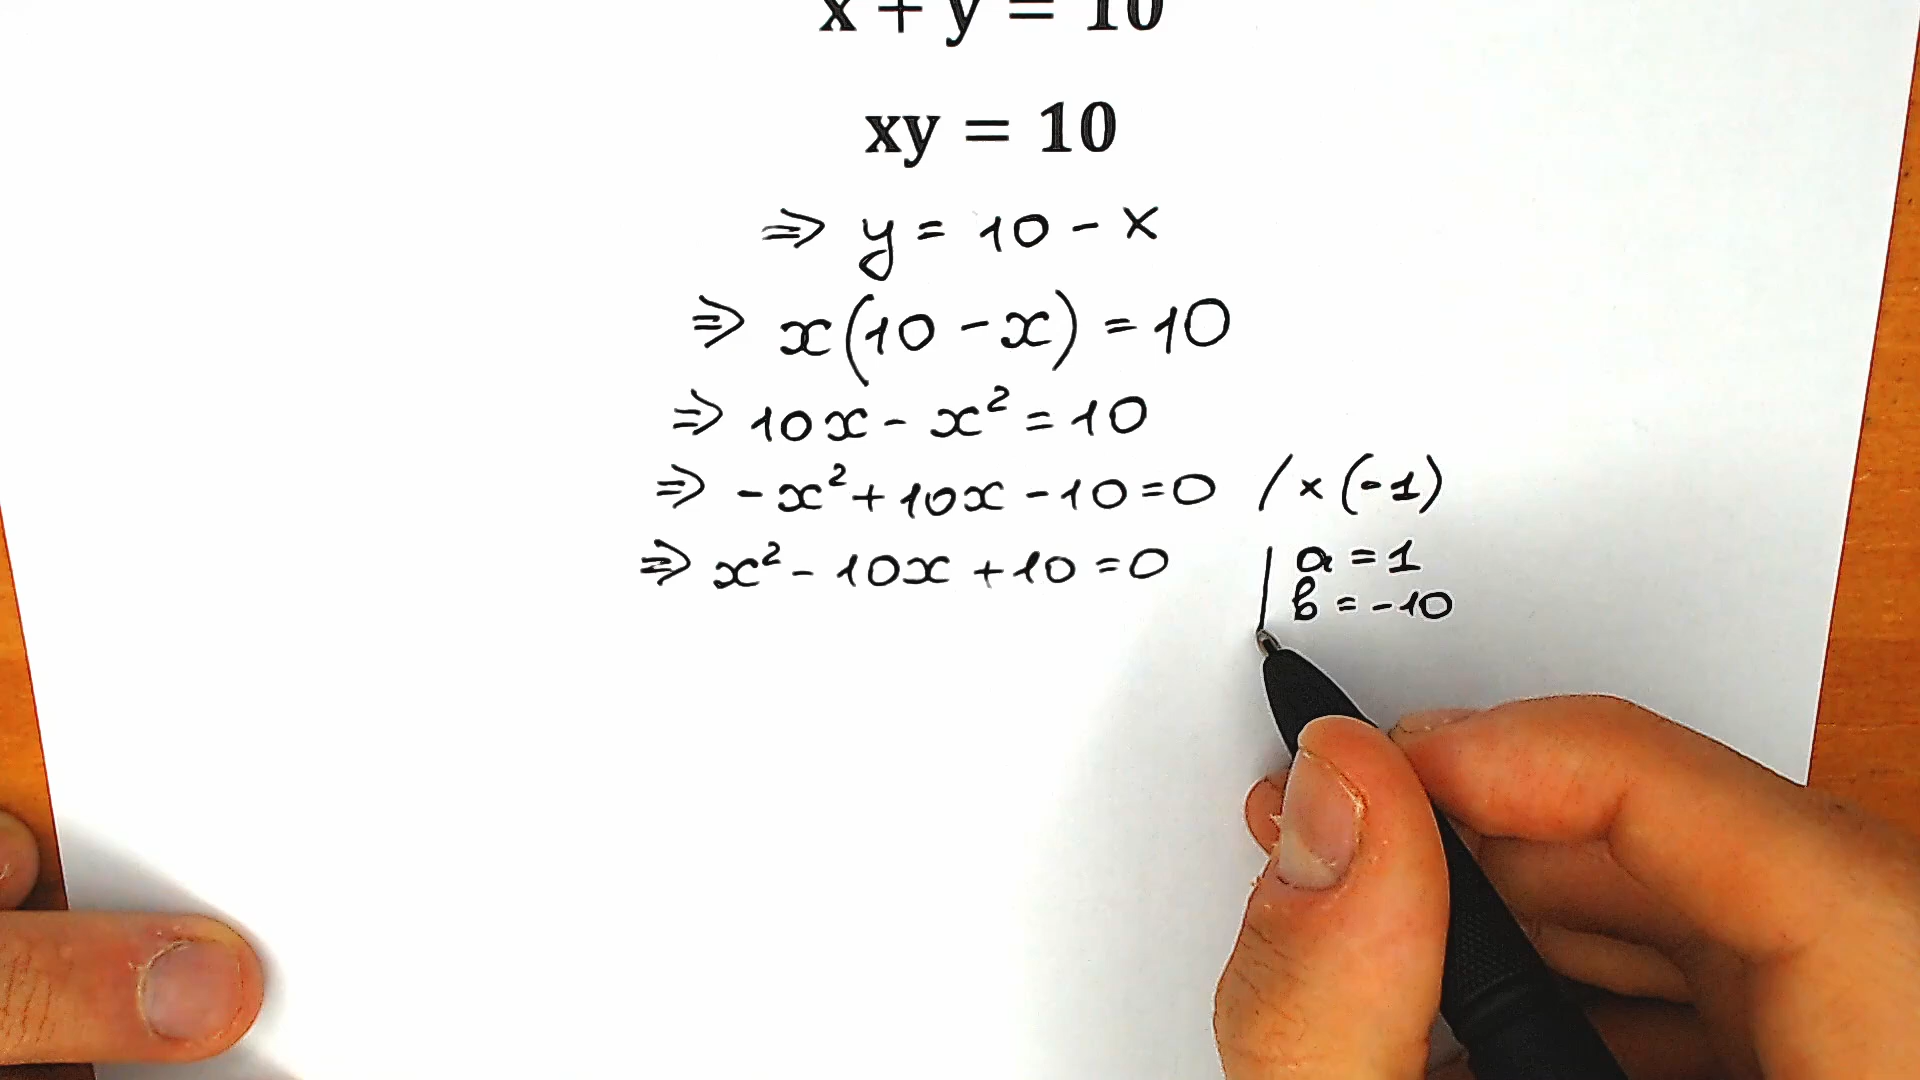 x + y = 10
xy = 10
⇒ y = 10 - x
⇒ x(10 - x) = 10
⇒ 10x - x² = 10
⇒ -x² + 10x - 10 = 0 / × (-1)
⇒ x² - 10x + 10 = 0 | a = 1
b = -10